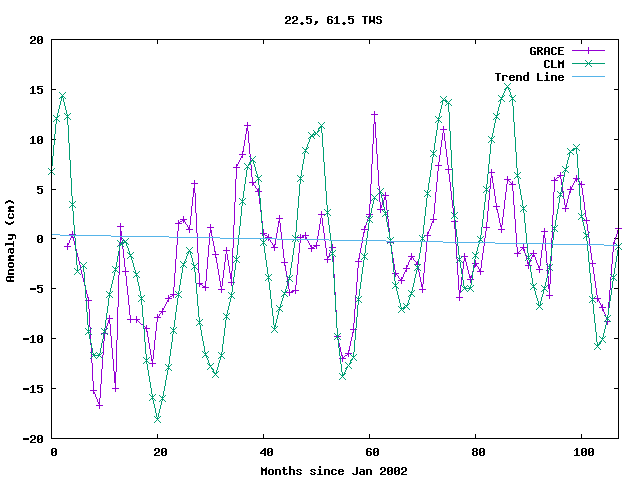 22.5, 61.5 TWS
GRACE
CLM
Trend Line
20
15
10
5
0
-5
-10
-15
-20
Anomaly (cm)
0 20 40 60 80 100
Months since Jan 2002